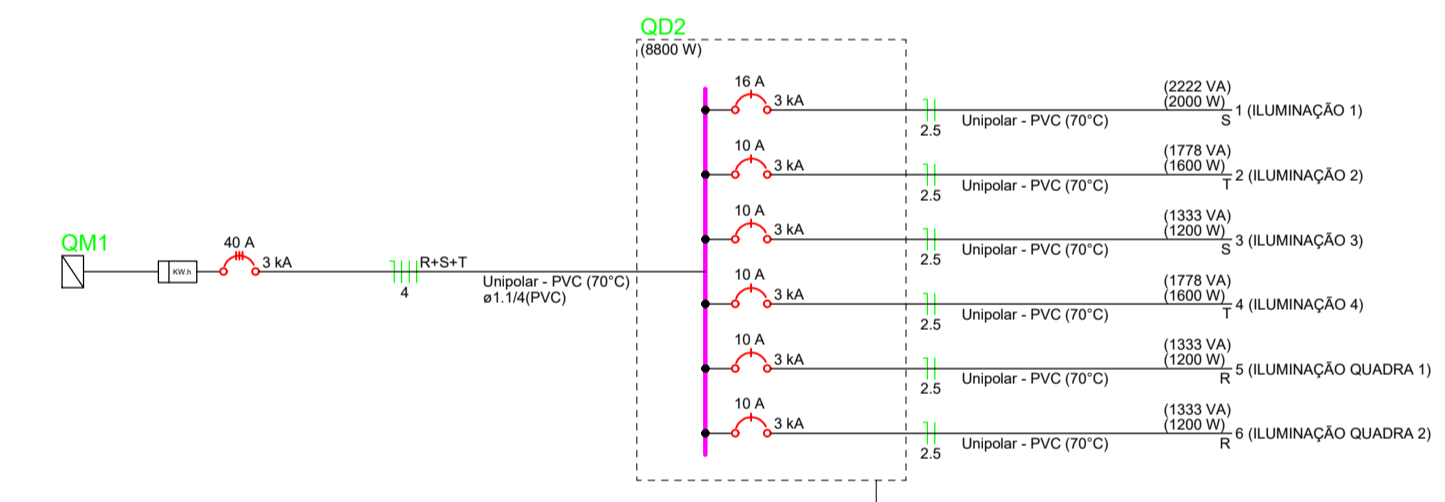 QD2
(8800 W)
16 A
3 kA
2.5
Unipolar - PVC (70°C)
(2222 VA)
(2000 W)
S
1 (ILUMINAÇÃO 1)
10 A
3 kA
2.5
Unipolar - PVC (70°C)
(1778 VA)
(1600 W)
T
2 (ILUMINAÇÃO 2)
10 A
3 kA
2.5
Unipolar - PVC (70°C)
(1333 VA)
(1200 W)
S
3 (ILUMINAÇÃO 3)
QM1
KW.h
40 A
3 kA
R+S+T
4
Unipolar - PVC (70°C)
ø1.1/4(PVC)
10 A
3 kA
2.5
Unipolar - PVC (70°C)
(1778 VA)
(1600 W)
T
4 (ILUMINAÇÃO 4)
10 A
3 kA
2.5
Unipolar - PVC (70°C)
(1333 VA)
(1200 W)
R
5 (ILUMINAÇÃO QUADRA 1)
10 A
3 kA
2.5
Unipolar - PVC (70°C)
(1333 VA)
(1200 W)
R
6 (ILUMINAÇÃO QUADRA 2)